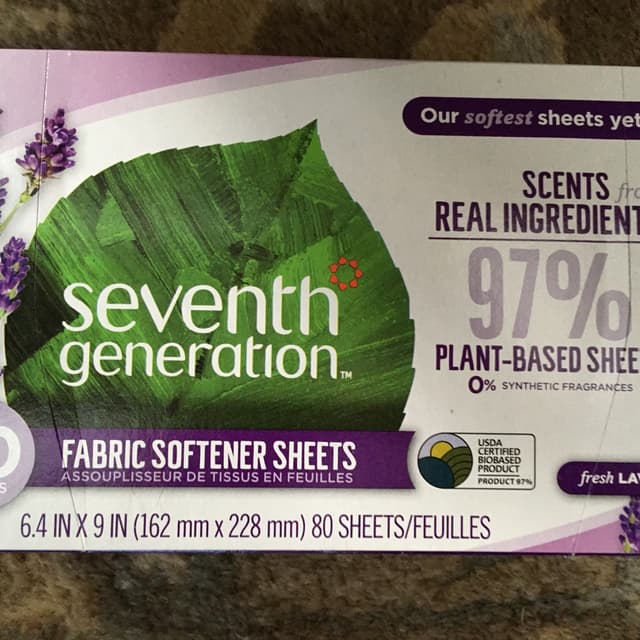 Our softest sheets yet
SCENTS
REAL INGREDIENT
97%
PLANT-BASED SHEE
0% SYNTHETIC FRAGRANCES
seventh
generation™
FABRIC SOFTENER SHEETS
ASSOUPLISSEUR DE TISSUS EN FEUILLES
USDA
CERTIFIED
BIOBASED
PRODUCT
PRODUCT 97%
fresh LAV
6.4 IN X 9 IN (162 mm x 228 mm) 80 SHEETS/FEUILLES